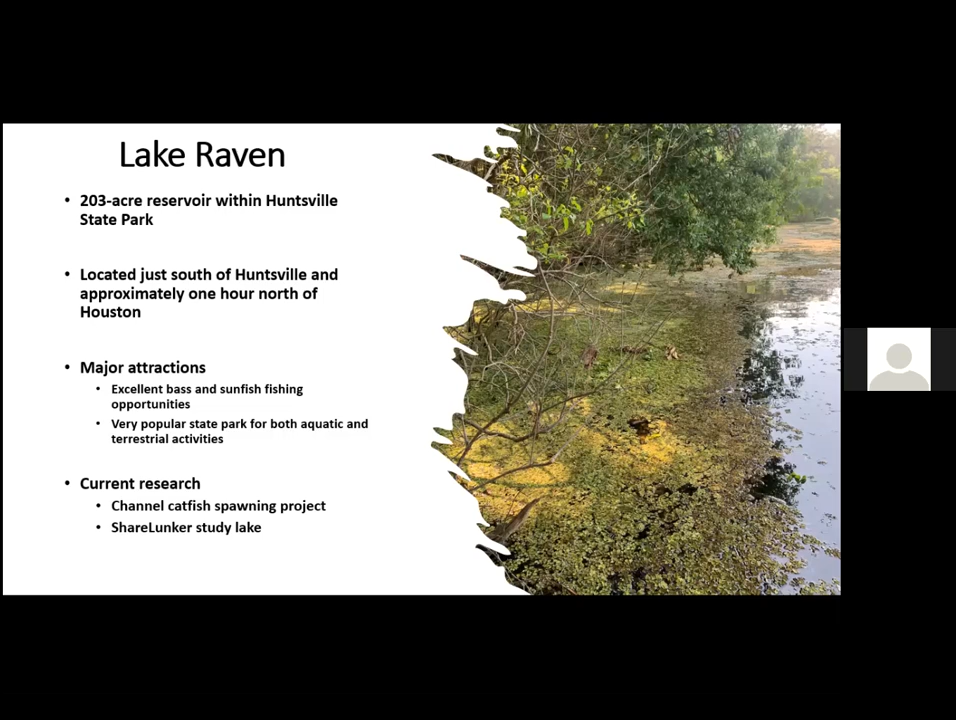 Lake Raven
• 203-acre reservoir within Huntsville
State Park
• Located just south of Huntsville and
approximately one hour north of
Houston
• Major attractions
• Excellent bass and sunfish fishing
opportunities
• Very popular state park for both aquatic and
terrestrial activities
• Current research
• Channel catfish spawning project
• ShareLunker study lake